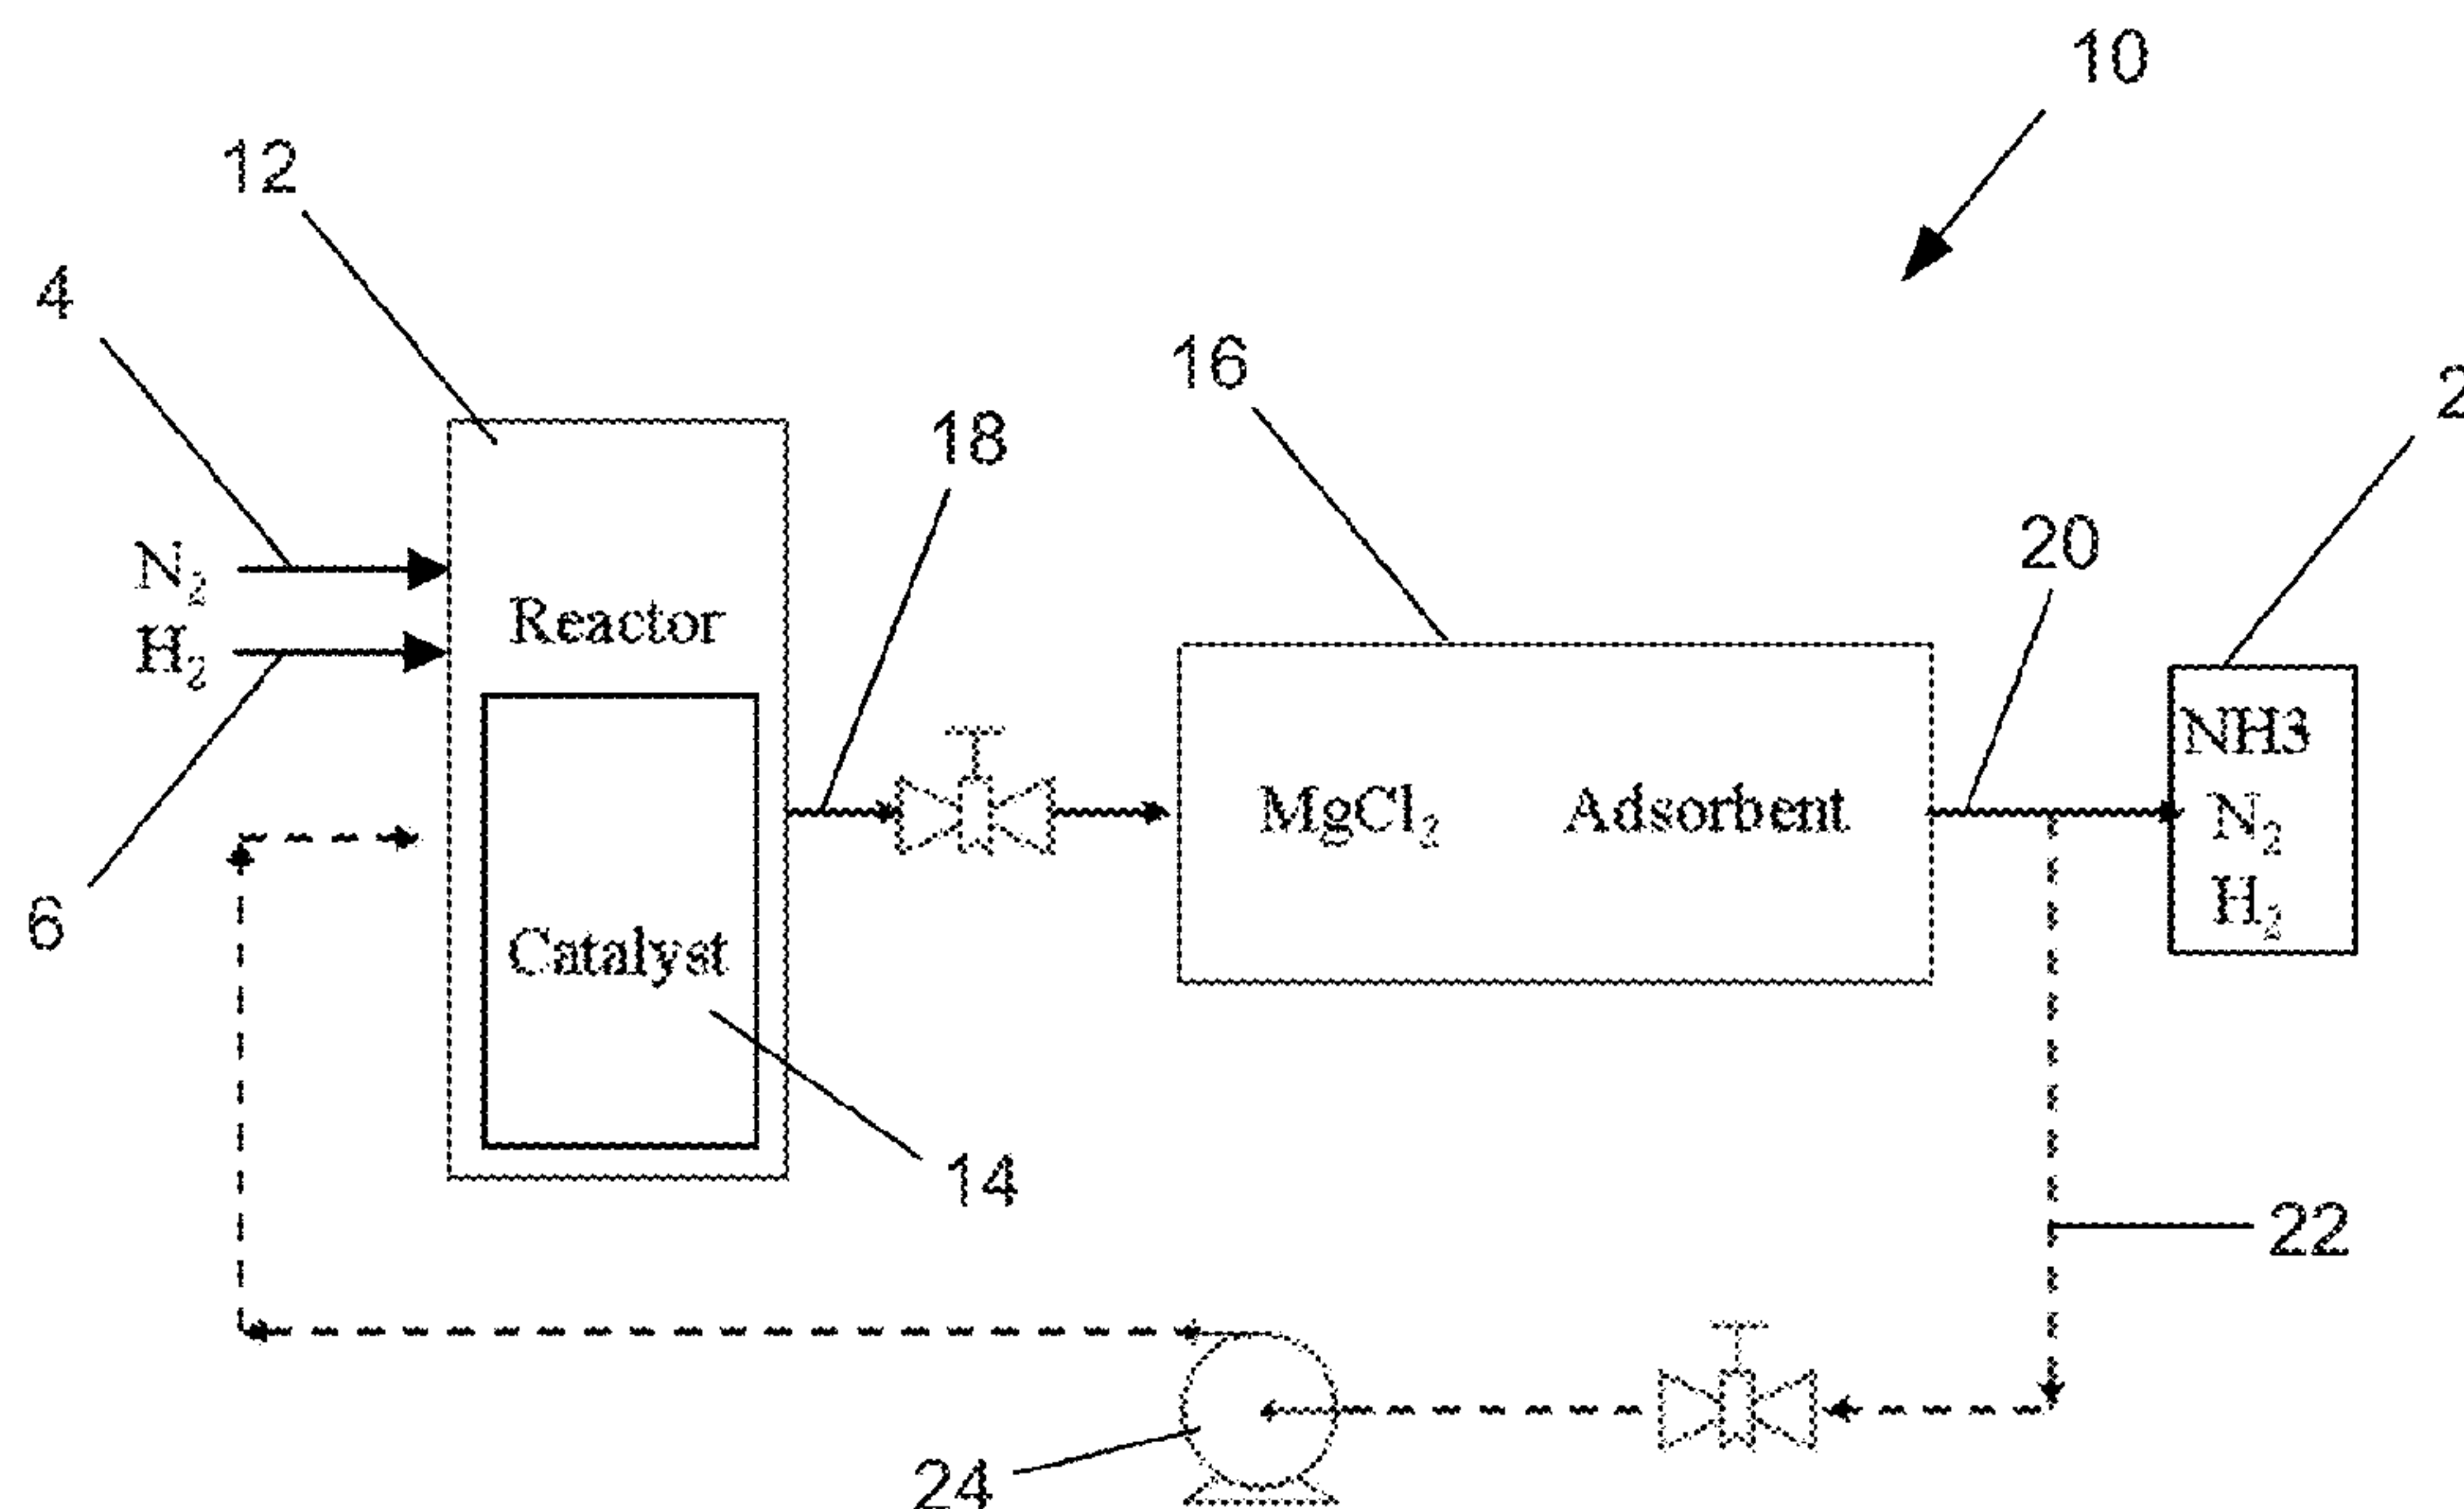 10
12
4
16
2
18
20
N₂
H₂
Reactor
NH3
N₂
H₂
MgCl₂ Adsorbent
6
Catalyst
14
22
24